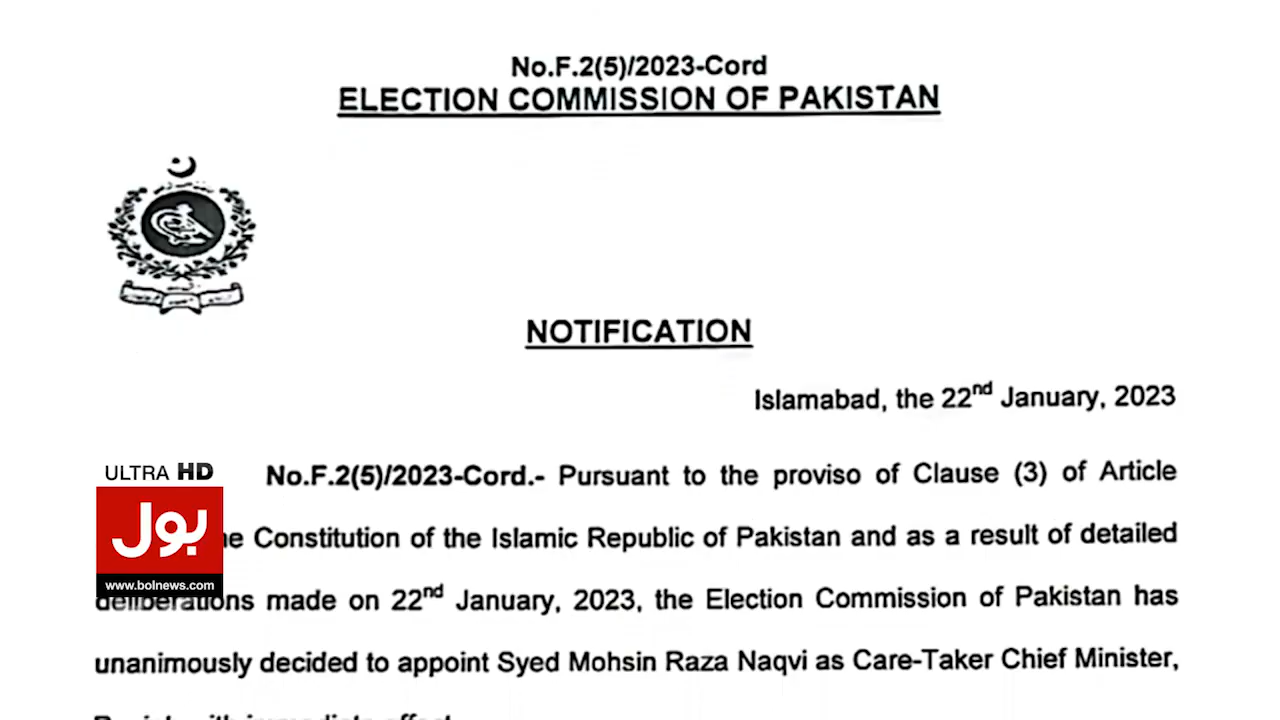 No.F.2(5)/2023-Cord
ELECTION COMMISSION OF PAKISTAN
NOTIFICATION
Islamabad, the 22nd January, 2023
ULTRA HD
بول
www.bolnews.com
No.F.2(5)/2023-Cord.- Pursuant to the proviso of Clause (3) of Article
Constitution of the Islamic Republic of Pakistan and as a result of detailed
deliberations made on 22nd January, 2023, the Election Commission of Pakistan has
unanimously decided to appoint Syed Mohsin Raza Naqvi as Care-Taker Chief Minister,